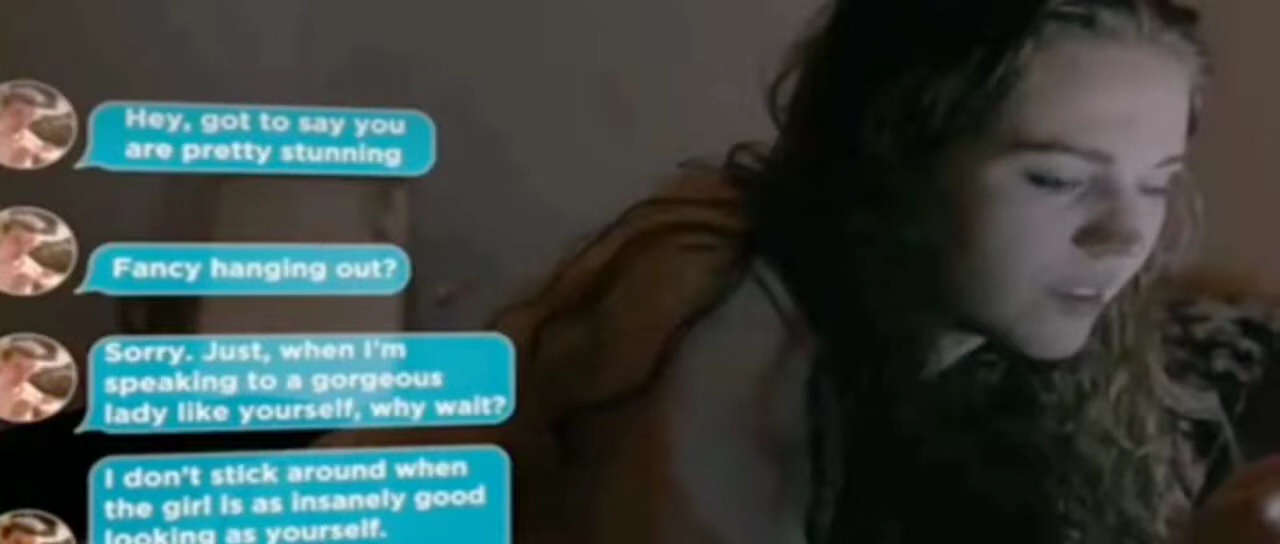 Hey, got to say you
are pretty stunning
Fancy hanging out?
Sorry. Just, when I'm
speaking to a gorgeous
lady like yourself, why wait?
I don't stick around when
the girl is as insanely good
looking as yourself.